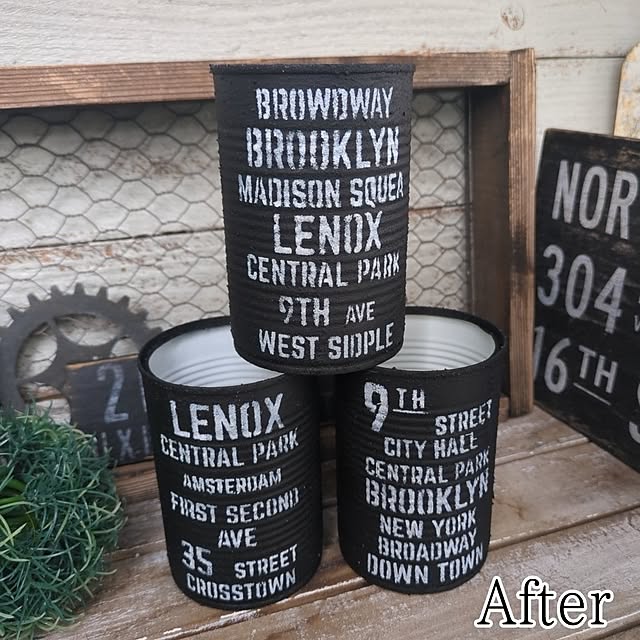 BROWDWAY
BROOKLYN
MADISON SQUEA
LENOX
CENTRAL PARK
9TH AVE
WEST SIDPLE
LENOX
CENTRAL PARK
AMSTERDAM
FIRST SECOND
AVE
35 STREET
CROSSTOWN
9TH STREET
CITY HALL
CENTRAL PARK
BROOKLYN
NEW YORK
BROADWAY
DOWN TOWN
NOR
304
16TH
After